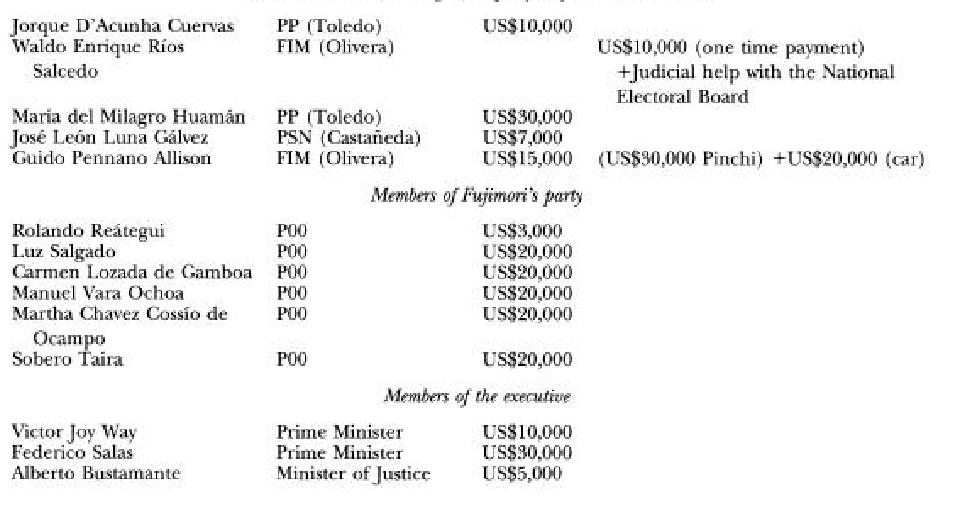 Jorque D'Acunha Cuervas PP (Toledo) US$10,000
Waldo Enrique Ríos FIM (Olivera) US$10,000 (one time payment)
Salcedo +Judicial help with the National
Electoral Board
Maria del Milagro Huamán PP (Toledo) US$30,000
José León Luna Gálvez PSN (Castañeda) US$7,000
Guido Pennano Allison FIM (Olivera) US$15,000 (US$30,000 Pinchi) +US$20,000 (car)
Members of Fujimori's party
Rolando Reátegui P00 US$3,000
Luz Salgado P00 US$20,000
Carmen Lozada de Gamboa P00 US$20,000
Manuel Vara Ochoa P00 US$20,000
Martha Chavez Cossío de P00 US$20,000
Ocampo
Sobero Taira P00 US$20,000
Members of the executive
Victor Joy Way Prime Minister US$10,000
Federico Salas Prime Minister US$30,000
Alberto Bustamante Minister of Justice US$5,000